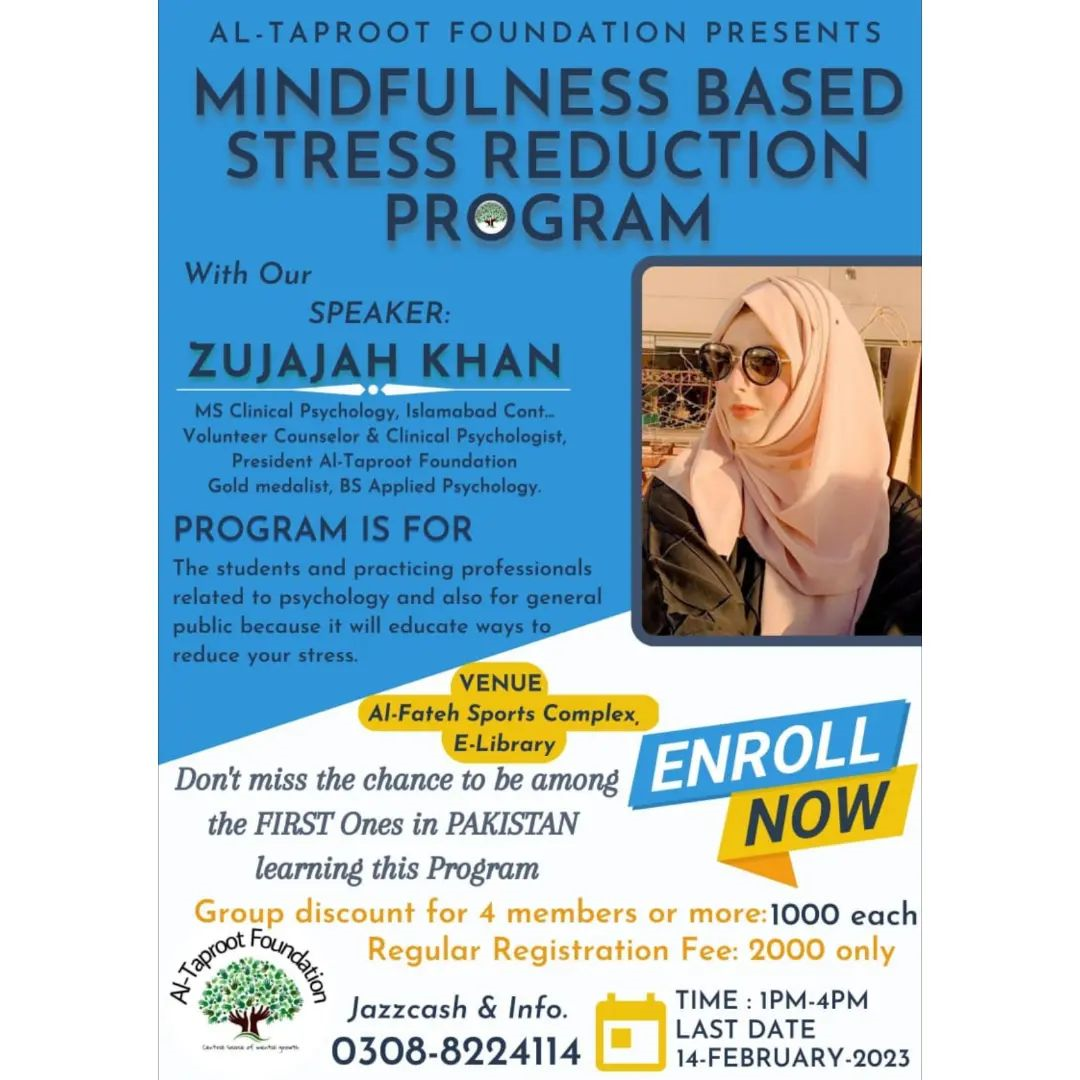 AL-TAPROOT FOUNDATION PRESENTS
MINDFULNESS BASED
STRESS REDUCTION
PROGRAM
With Our
SPEAKER:
ZUJAJAH KHAN
MS Clinical Psychology, Islamabad Cont...
Volunteer Counselor & Clinical Psychologist,
President Al-Taproot Foundation
Gold medalist, BS Applied Psychology.
PROGRAM IS FOR
The students and practicing professionals
related to psychology and also for general
public because it will educate ways to
reduce your stress.
VENUE
Al-Fateh Sports Complex,
E-Library
ENROLL
NOW
Don't miss the chance to be among
the FIRST Ones in PAKISTAN
learning this Program
Group discount for 4 members or more:1000 each
Regular Registration Fee: 2000 only
Al-Taproot Foundation
of mental growth
Jazzcash & Info.
0308-8224114
TIME : 1PM-4PM
LAST DATE
14-FEBRUARY-2023